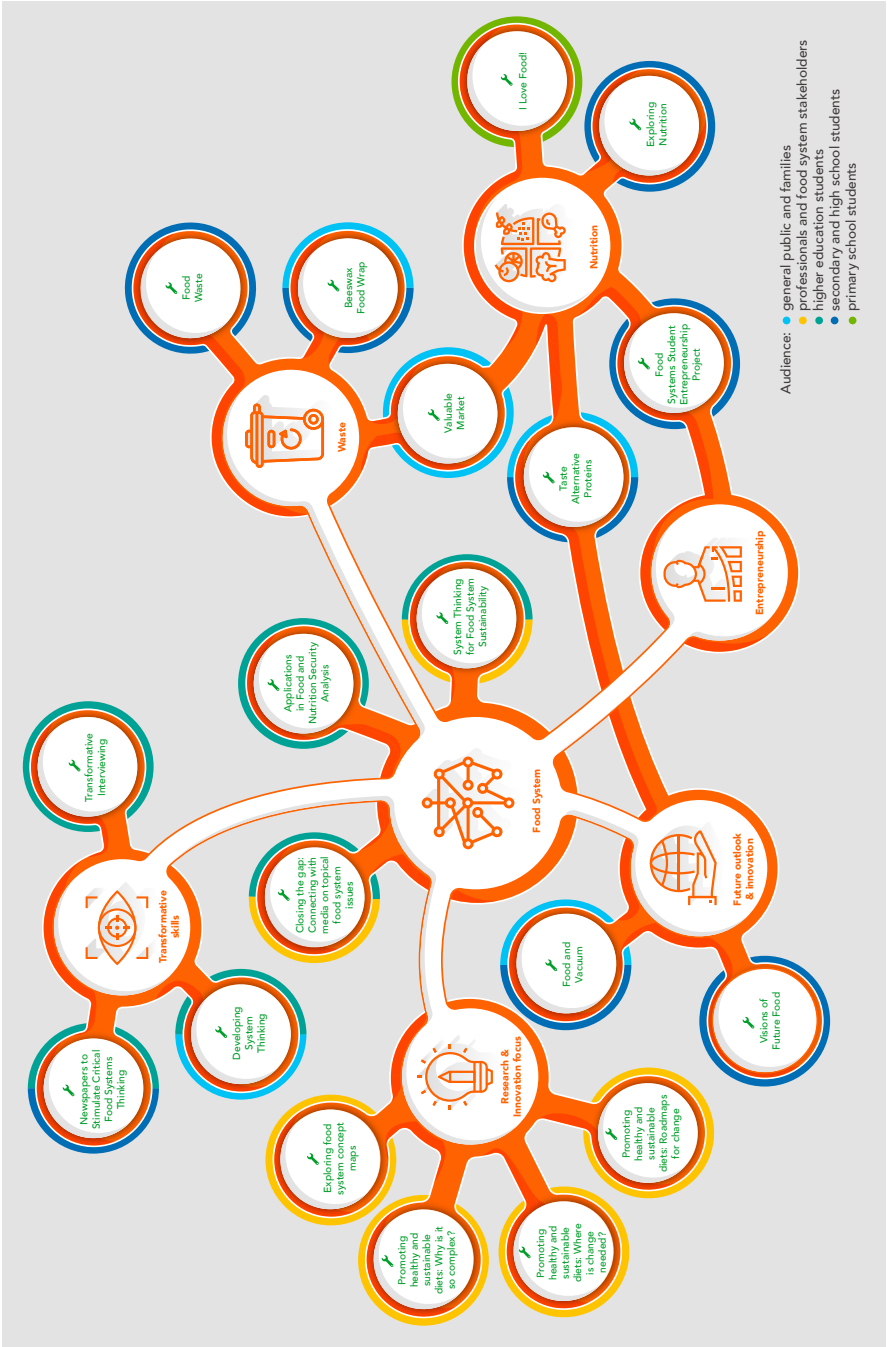 Newspapers to
Stimulate Critical
Food Systems
Thinking
Transformative
skills
Transformative
Interviewing
Developing
System
Thinking
Food
Waste
Beeswax
Food Wrap
Waste
Valuable
Market
Exploring food
system concept
maps
Closing the gap:
Connecting with
media on topical
food system
issues
Applications
in Food and
Nutrition Security
Analysis
Promoting
healthy and
sustainable
diets: Why is it
so complex?
Research &
Innovation focus
Food System
System Thinking
for Food System
Sustainability
I Love Food!
Nutrition
Exploring
Nutrition
Promoting
healthy and
sustainable
diets: Where
is change
needed?
Food and
Vacuum
Taste
Alternative
Proteins
Promoting
healthy and
sustainable
diets: Roadmaps
for change
Food
Systems Student
Entrepreneurship
Project
Visions of
Future Food
Future outlook
& innovation
Entrepreneurship
Audience:
general public and families
professionals and food system stakeholders
higher education students
secondary and high school students
primary school students